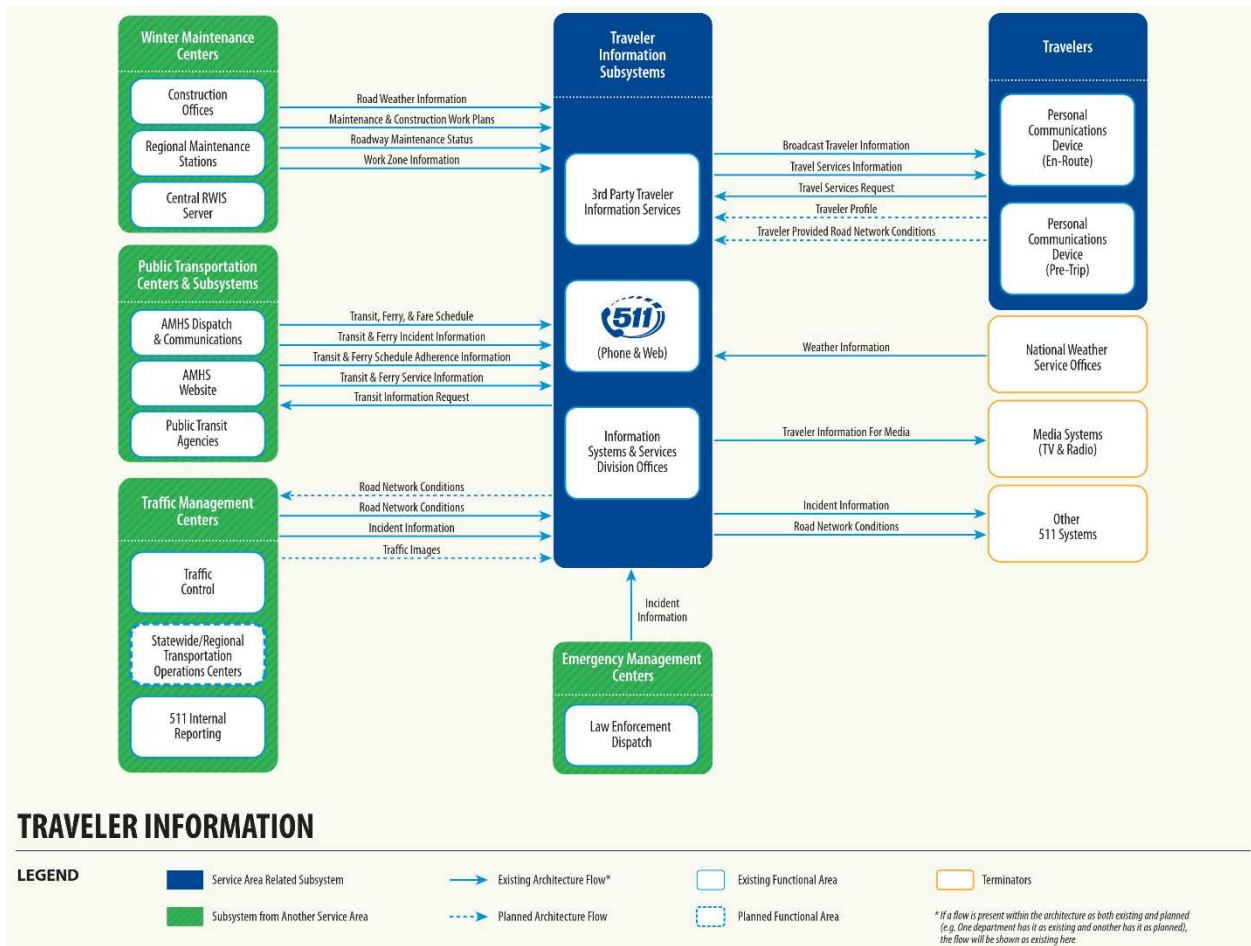 Winter Maintenance
Centers
Construction
Offices
Regional Maintenance
Stations
Central RWIS
Server
Road Weather Information
Maintenance & Construction Work Plans
Roadway Maintenance Status
Work Zone Information
Public Transportation
Centers & Subsystems
AMHS Dispatch
& Communications
AMHS
Website
Public Transit
Agencies
Transit, Ferry, & Fare Schedule
Transit & Ferry Incident Information
Transit & Ferry Schedule Adherence Information
Transit & Ferry Service Information
Transit Information Request
Traffic Management
Centers
Traffic
Control
Statewide/Regional
Transportation
Operations Centers
511 Internal
Reporting
Road Network Conditions
Road Network Conditions
Incident Information
Traffic Images
Traveler
Information
Subsystems
3rd Party Traveler
Information Services
511
(Phone & Web)
Information
Systems & Services
Division Offices
Incident
Information
Emergency Management
Centers
Law Enforcement
Dispatch
Broadcast Traveler Information
Travel Services Information
Travel Services Request
Traveler Profile
Traveler Provided Road Network Conditions
Weather Information
Traveler Information For Media
Incident Information
Road Network Conditions
Travelers
Personal
Communications
Device
(En-Route)
Personal
Communications
Device
(Pre-Trip)
National Weather
Service Offices
Media Systems
(TV & Radio)
Other
511 Systems
TRAVELER INFORMATION
LEGEND
Service Area Related Subsystem
Subsystem from Another Service Area
Existing Architecture Flow*
Planned Architecture Flow
Existing Functional Area
Planned Functional Area
Terminators
* If a flow is present within the architecture as both existing and planned
(e.g. One department has it as existing and another has it as planned),
the flow will be shown as existing here